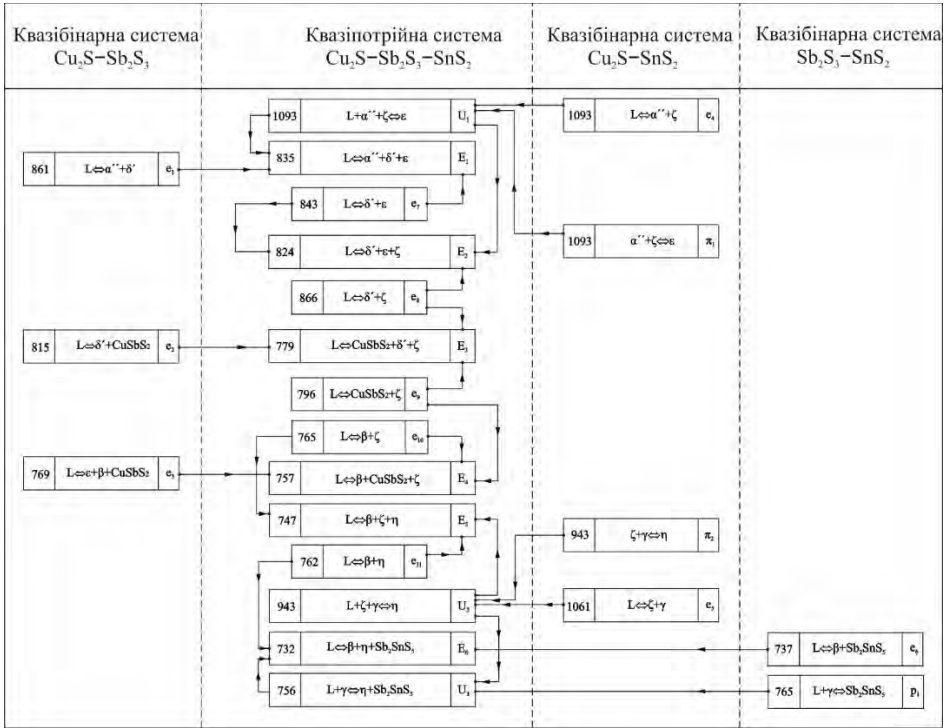 Квазібінарна система
Cu₂S–Sb₂S₃
Квазіпотрійна система
Cu₂S–Sb₂S₃–SnS₂
Квазібінарна система
Cu₂S–SnS₂
Квазібінарна система
Sb₂S₃–SnS₂
1093 L+α´´+ζ⇔ε U₁
1093 L⇔α´´+ζ e₄
835 L⇔α´´+δ´+ε E₁
861 L⇔α´´+δ´ e₁
843 L⇔δ´+ε e₇
1093 α´´+ζ⇔ε π₁
824 L⇔δ´+ε+ζ E₂
866 L⇔δ´+ζ e₈
815 L⇔δ´+CuSbS₂ e₂
779 L⇔CuSbS₂+δ´+ζ E₃
796 L⇔CuSbS₂+ζ e₉
765 L⇔β+ζ e₁₀
769 L⇔ε+β+CuSbS₂ e₃
757 L⇔β+CuSbS₂+ζ E₄
747 L⇔β+ζ+η E₅
943 ζ+γ⇔η π₂
762 L⇔β+η e₁₁
943 L+ζ+γ⇔η
1061 L⇔ζ+γ e₅
732 L⇔β+η+Sb₂SnS₅ E₆
737 L⇔β+Sb₂SnS₅ e₆
756 L+γ⇔η+Sb₂SnS₅
765 L+γ⇔Sb₂SnS₅ p₁